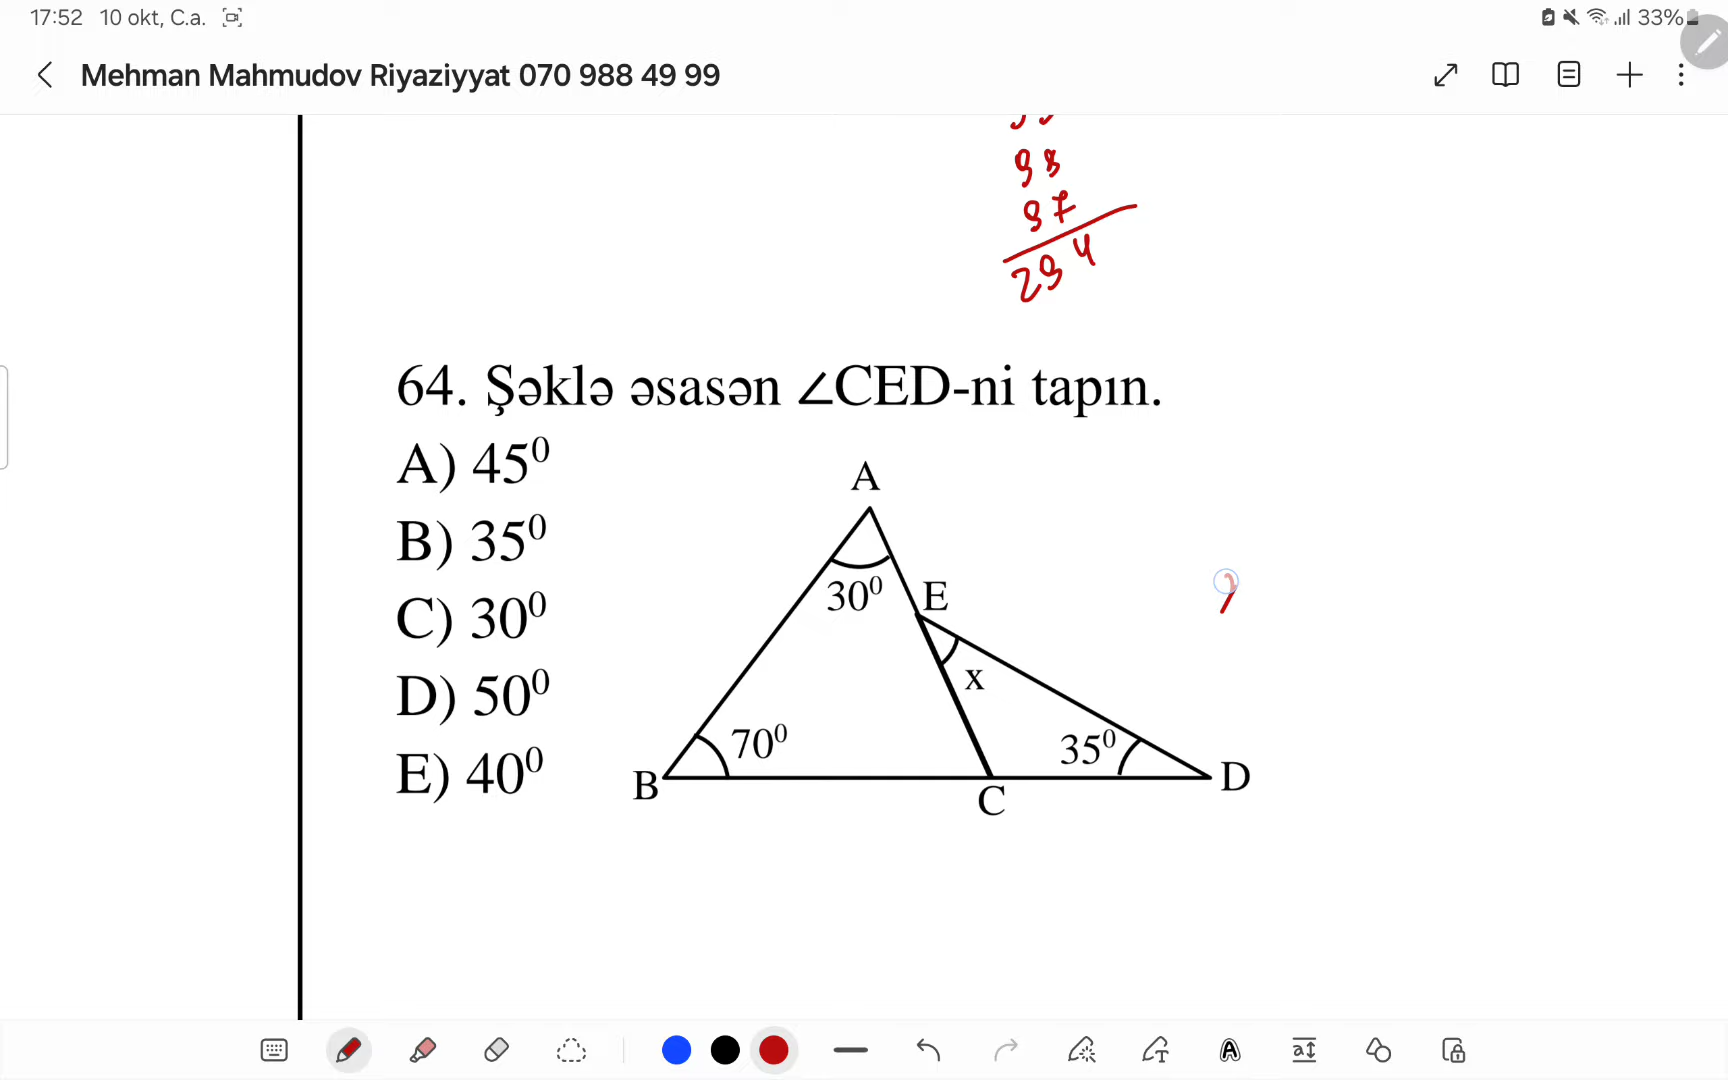 17:52 10 okt, C.a. 33%
Mehman Mahmudov Riyaziyyat 070 988 49 99
98
97
294
64. Şəklə əsasən ∠CED-ni tapın.
A) 45⁰
B) 35⁰
C) 30⁰
D) 50⁰
E) 40⁰
A
30⁰ E
x
70⁰ 35⁰
B C D